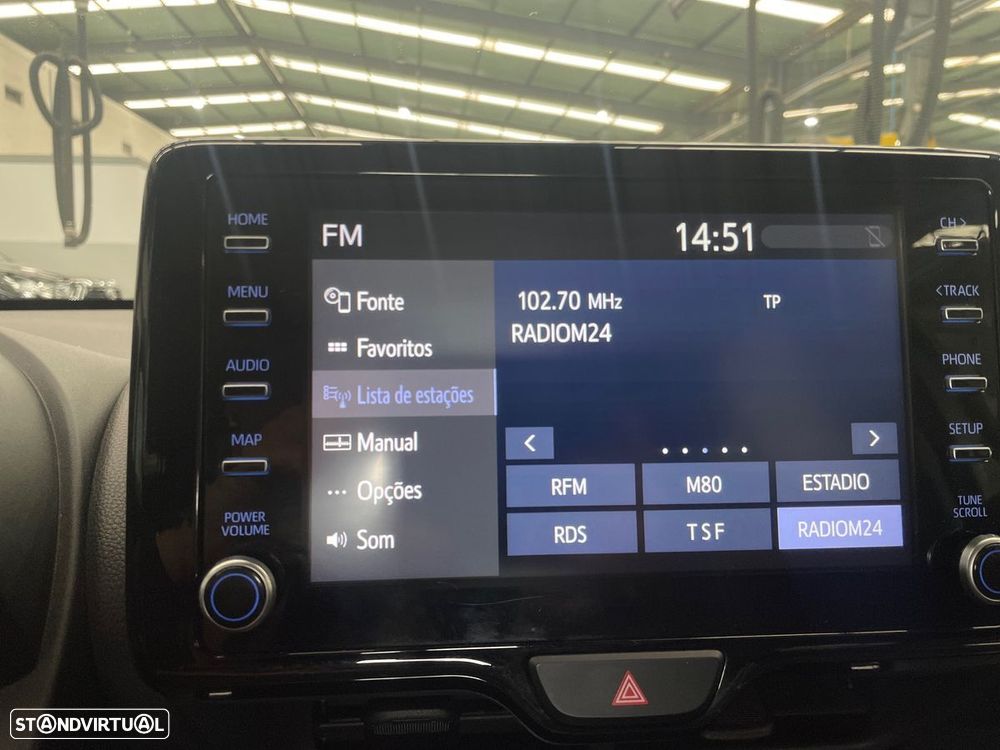 HOME
MENU
AUDIO
MAP
POWER
VOLUME
FM
14:51
Fonte
Favoritos
Lista de estações
Manual
Opções
Som
102.70 MHz
TP
RADIOM24
<
>
RFM
M80
ESTADIO
RDS
TSF
RADIOM24
CH >
< TRACK
PHONE
SETUP
TUNE
SCROLL
STANDVIRTUAL